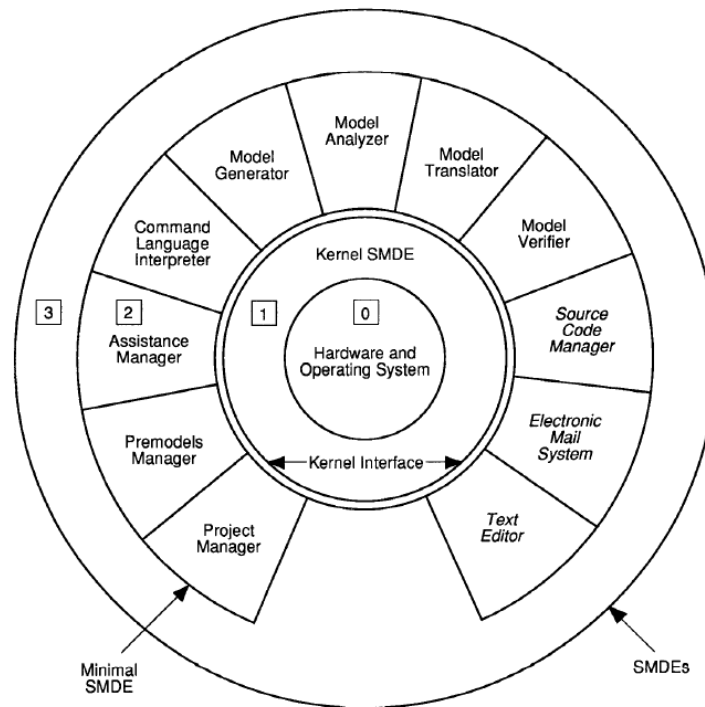 Model
Analyzer
Model
Generator
Model
Translator
Command
Language
Interpreter
Model
Verifier
Kernel SMDE
3
2
1
0
Assistance
Manager
Hardware and
Operating System
Source
Code
Manager
Premodels
Manager
Kernel Interface
Electronic
Mail
System
Project
Manager
Text
Editor
Minimal
SMDE
SMDEs